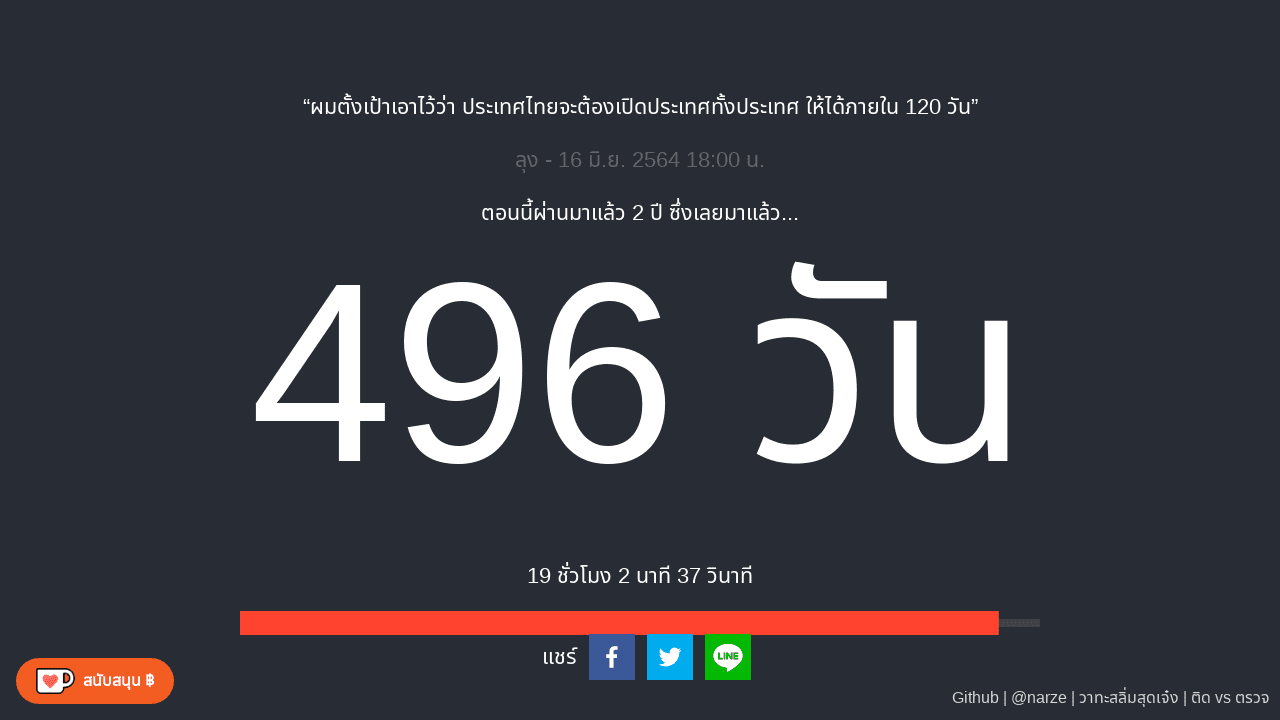 “ผมตั้งเป้าเอาไว้ว่า ประเทศไทยจะต้องเปิดประเทศทั้งประเทศ ให้ได้ภายใน 120 วัน”
ลุง - 16 มิ.ย. 2564 18:00 น.
ตอนนี้ผ่านมาแล้ว 2 ปี ซึ่งเลยมาแล้ว...
496 วัน
19 ชั่วโมง 2 นาที 37 วินาที
แชร์ LINE
สนับสนุน ฿
Github | @narze | วาทะสลิ่มสุดเจ๋ง | ติด vs ตรวจ